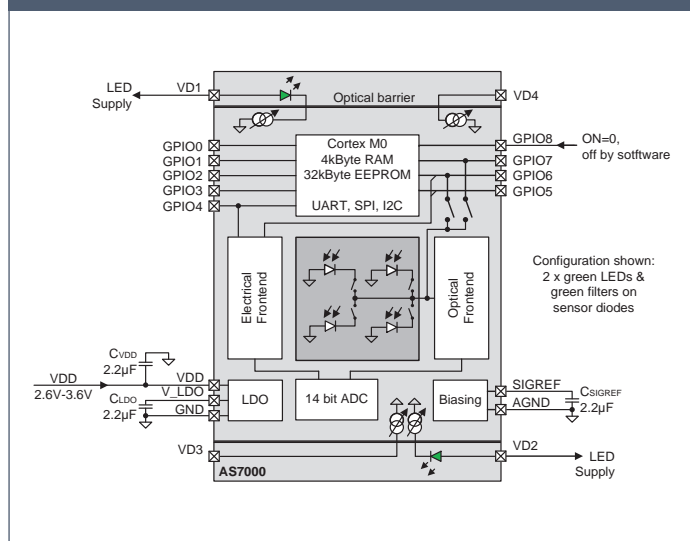 LED
Supply
VD1
Optical barrier
VD4
GPIO0
GPIO1
GPIO2
GPIO3
GPIO4
Cortex M0
4kByte RAM
32kByte EEPROM
UART, SPI, I2C
GPIO8
GPIO7
GPIO6
GPIO5
ON=0,
off by sotftware
Electrical
Frontend
Optical
Frontend
Configuration shown:
2 x green LEDs &
green filters on
sensor diodes
CVDD
2.2µF
VDD
2.6V-3.6V
CLDO
2.2µF
VDD
V_LDO
GND
LDO
14 bit ADC
Biasing
SIGREF
AGND
CSIGREF
2.2µF
VD3
AS7000
VD2
LED
Supply